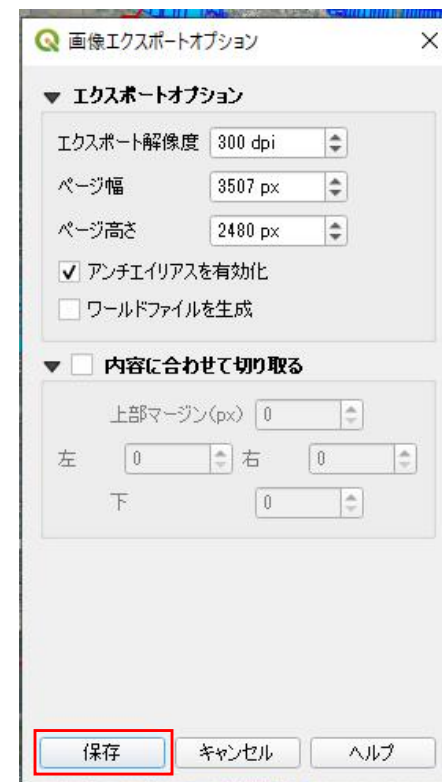 画像エクスポートオプション
エクスポートオプション
エクスポート解像度 300 dpi
ページ幅 3507 px
ページ高さ 2480 px
アンチエイリアスを有効化
ワールドファイルを生成
内容に合わせて切り取る
上部マージン(px) 0
左 0 右 0
下 0
保存 キャンセル ヘルプ